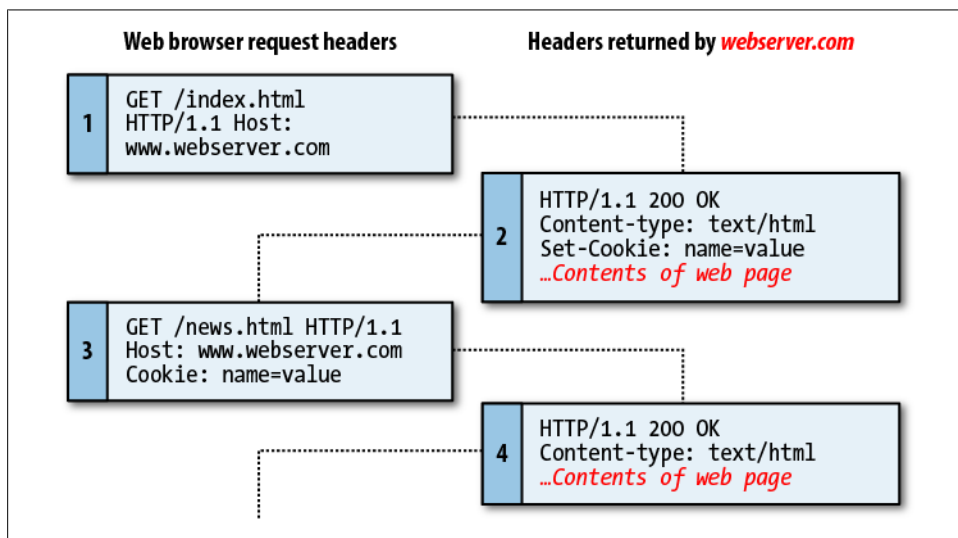 Web browser request headers
Headers returned by webserver.com
1
GET /index.html
HTTP/1.1 Host:
www.webserver.com
2
HTTP/1.1 200 OK
Content-type: text/html
Set-Cookie: name=value
…Contents of web page
3
GET /news.html HTTP/1.1
Host: www.webserver.com
Cookie: name=value
4
HTTP/1.1 200 OK
Content-type: text/html
…Contents of web page